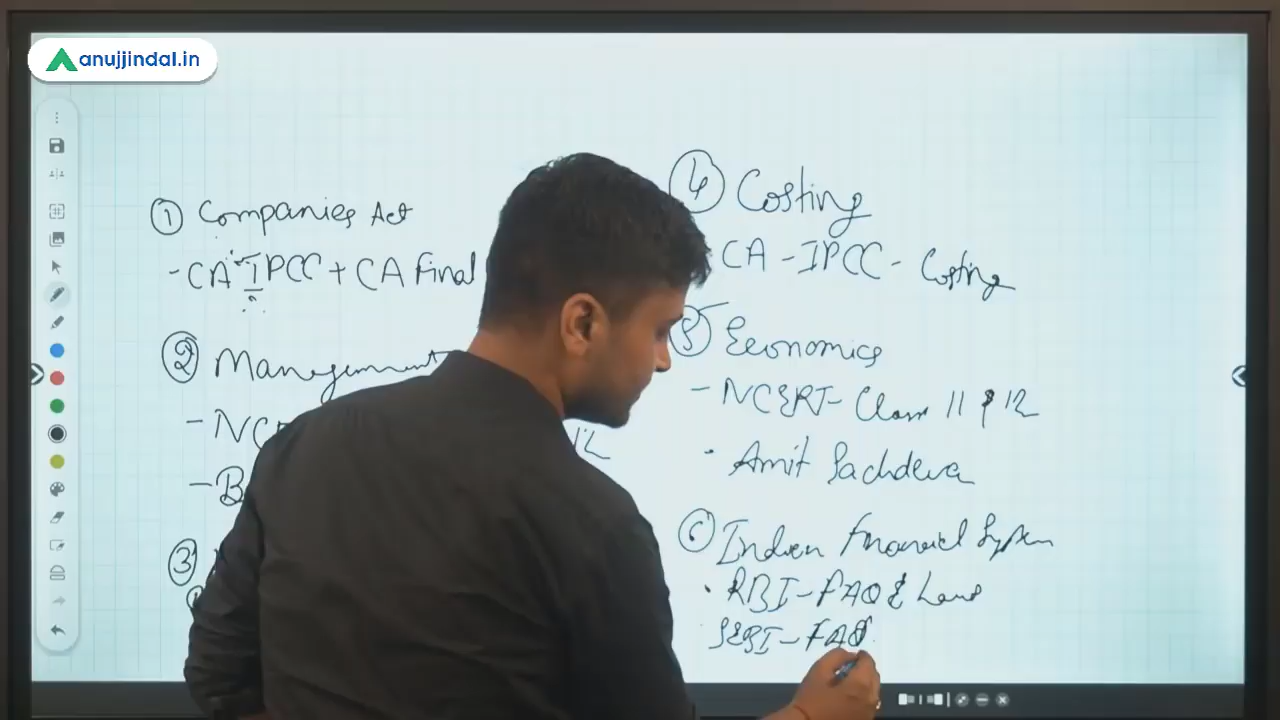 anujjindal.in
① Companies Act
- CA IPCC + CA Final
② Management
- NC
12
- B
③
④ Costing
CA - IPCC - Costing
⑤ Economics
- NCERT - Class 11 & 12
• Amit Sachdeva
⑥ Indian Financial System
• RBI - FAQ &
SEBI - FAQ